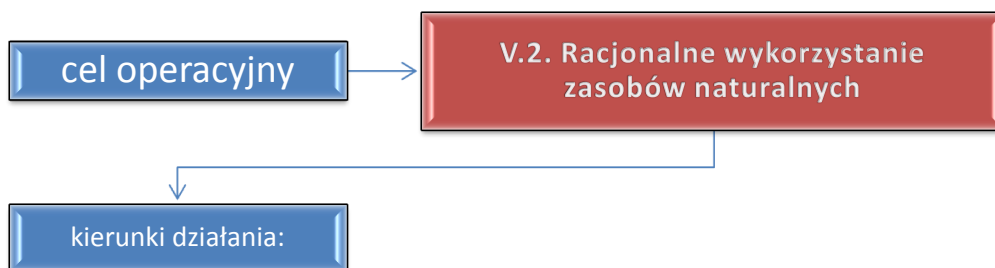 cel operacyjny
V.2. Racjonalne wykorzystanie
zasobów naturalnych
kierunki działania: